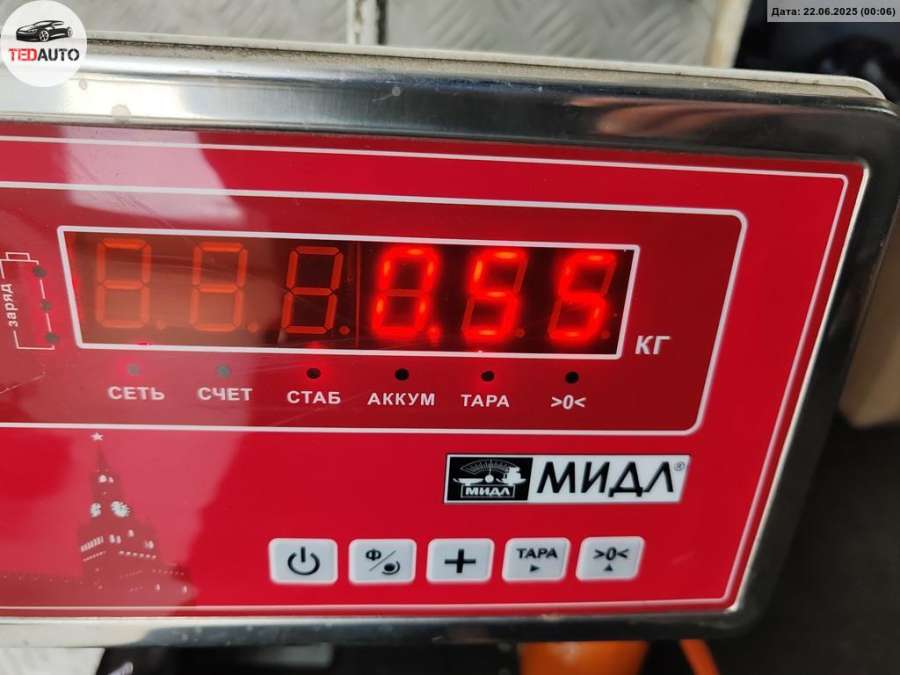 TEDAUTO
Дата: 22.06.2025 (00:06)
заряд
0.55
КГ
СЕТЬ СЧЕТ СТАБ АККУМ ТАРА >0<
МИДЛ МИДЛ®
Ф ТАРА >0<